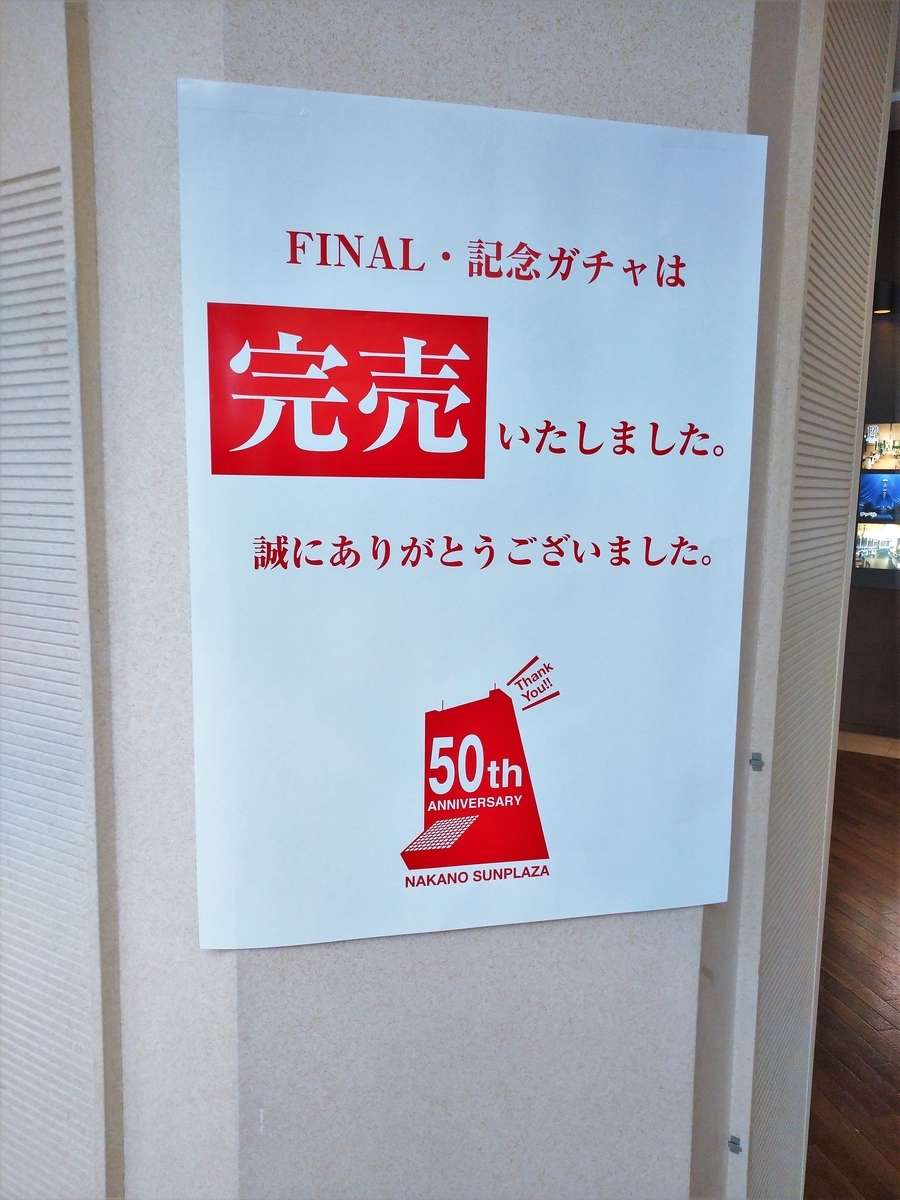 FINAL・記念ガチャは
完売いたしました。
誠にありがとうございました。
Thank
You!!
50th
ANNIVERSARY
NAKANO SUNPLAZA